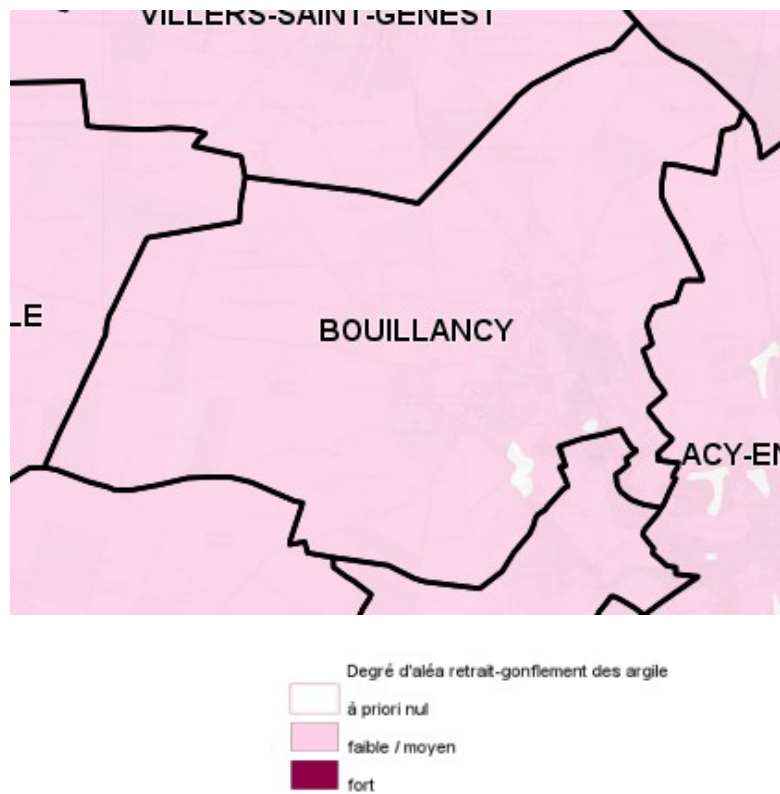 VILLERS-SAINT-GENEST
LE
BOUILLANCY
ACY-EN
Degré d'aléa retrait-gonflement des argile
à priori nul
faible / moyen
fort